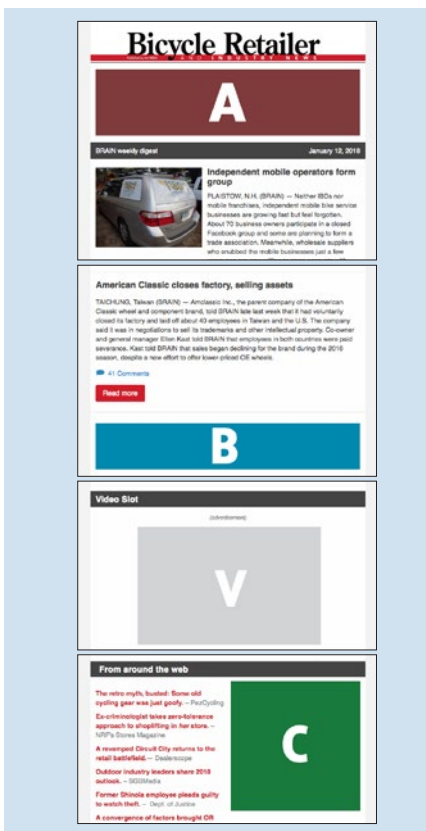 Bicycle Retailer
AND INDUSTRY NEWS
A
BRAIN weekly digest January 12, 2018
Independent mobile operators form
group
PLAISTOW, N.H. (BRAIN) — Neither IBDs nor
mobile franchises, independent mobile bike service
businesses are growing fast but feel forgotten.
About 70 business owners participate in a closed
Facebook group and some are planning to form a
trade association. Meanwhile, wholesale suppliers
who snubbed the mobile businesses just a few
American Classic closes factory, selling assets
TAICHUNG, Taiwan (BRAIN) — Amclassic Inc., the parent company of the American
Classic wheel and component brand, told BRAIN late last week that it had voluntarily
closed its factory and laid off about 40 employees in Taiwan and the U.S. The company
said it was in negotiations to sell its trademarks and other intellectual property. Co-owner
and general manager Ellen Kast told BRAIN that employees in both countries were paid
severance. Kast told BRAIN that sales began declining for the brand during the 2016
season, despite a new effort to offer lower-priced OE wheels.
41 Comments
Read more
B
Video Slot
(advertisement)
V
From around the web
The retro myth, busted: Some old
cycling gear was just goofy. – PezCycling
Ex-criminologist takes zero-tolerance
approach to shoplifting in her store. –
NRF's Stores Magazine
A revamped Circuit City returns to the
retail battlefield. – Dealerscope
Outdoor industry leaders share 2018
outlook. – SGBMedia
Former Shinola employee pleads guilty
to watch theft. – Dept. of Justice
A convergence of factors brought OR
C